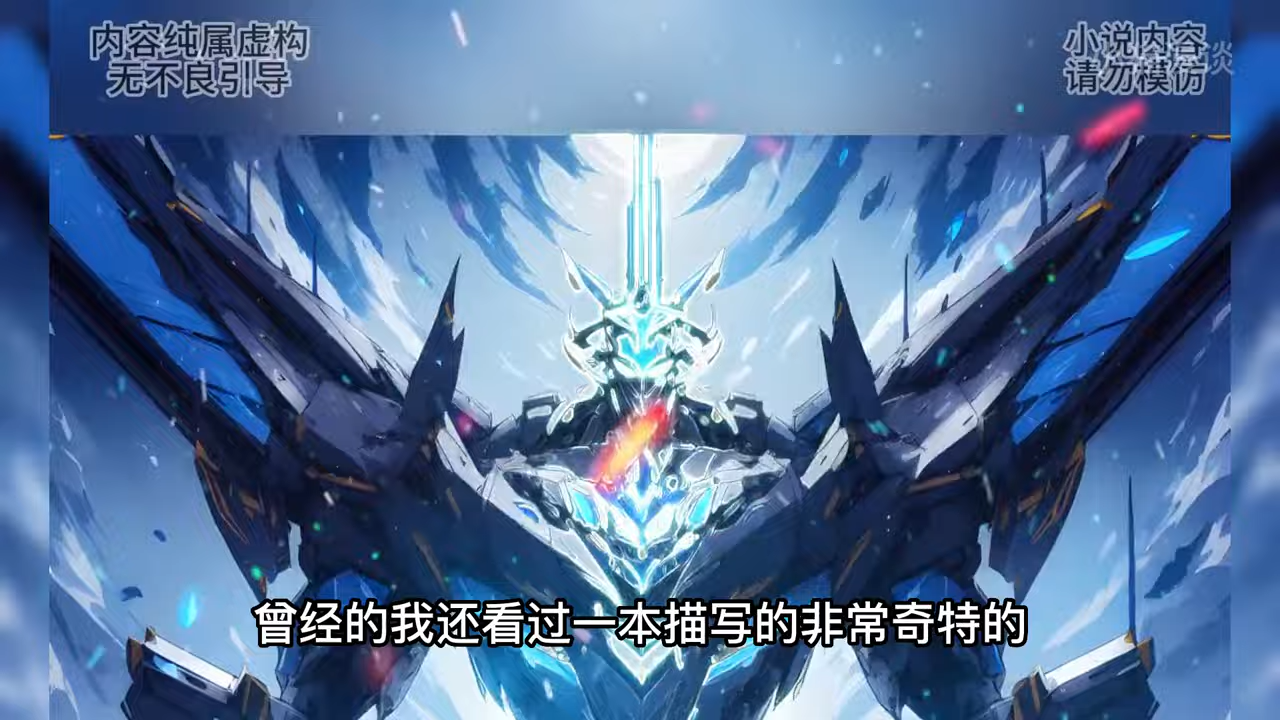 内容纯属虚构
无不良引导
小说内容
请勿模仿
曾经的我还看过一本描写的非常奇特的